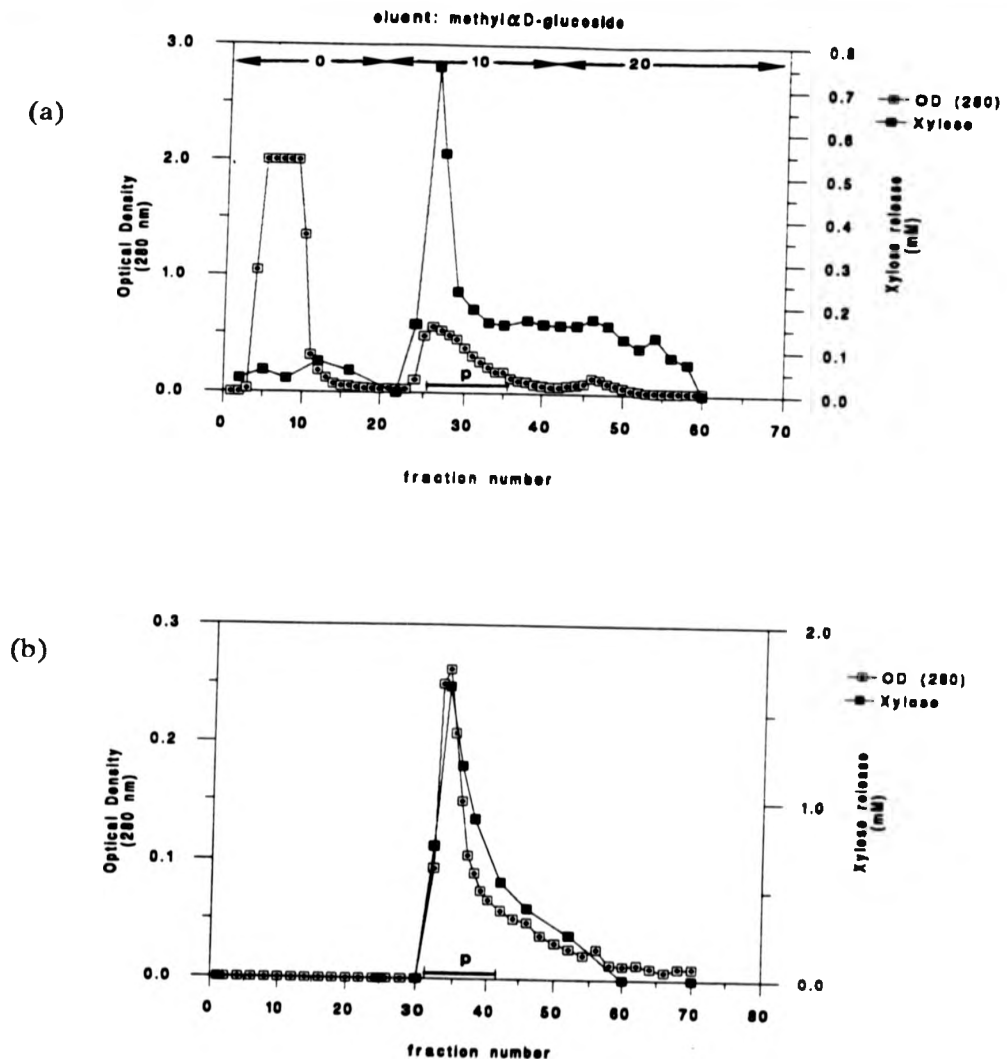 eluent: methylαD-glucoside
(a)
3.0
2.0
1.0
0.0
Optical Density
(280 nm)
0 10 20
0.8
0.7
0.6
0.5
0.4
0.3
0.2
0.1
0.0
Xylose release
(mM)
OD (280)
Xylose
p
0 10 20 30 40 50 60 70
fraction number
(b)
0.3
0.2
0.1
0.0
Optical Density
(280 nm)
2.0
1.0
0.0
Xylose release
(mM)
OD (280)
Xylose
p
0 10 20 30 40 50 60 70 80
fraction number